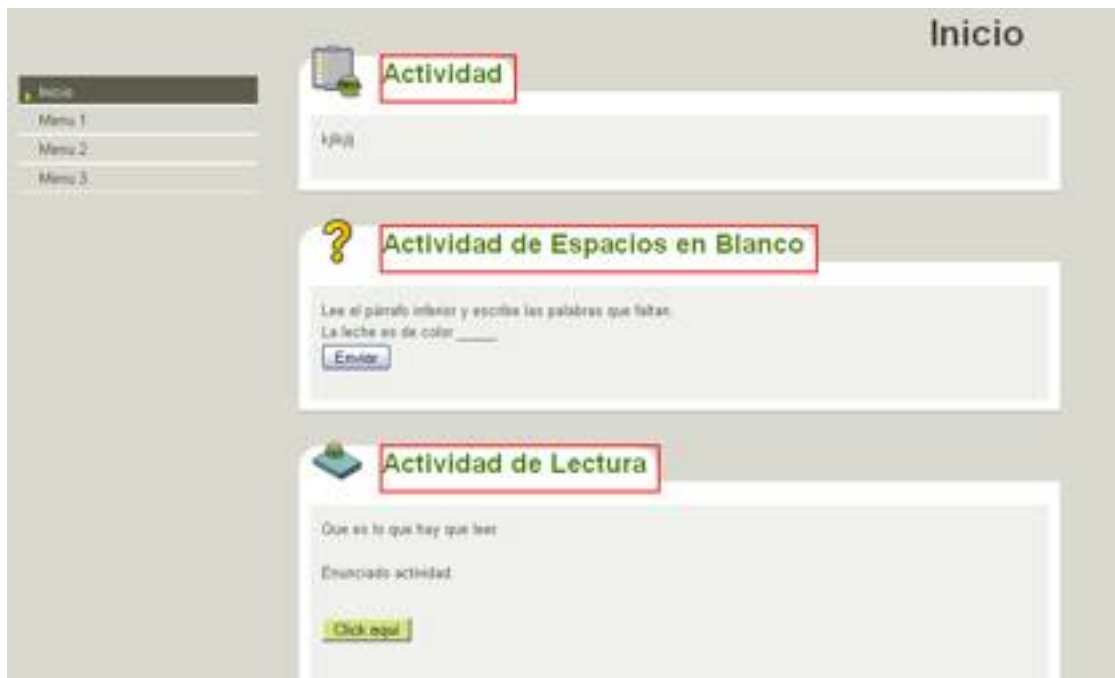 Inicio
Inicio
Menu 1
Menu 2
Menu 3
Actividad
Actividad de Espacios en Blanco
Lee el párrafo inferior y escribe las palabras que faltan.
La leche es de color _____
Enviar
Actividad de Lectura
Que es lo que hay que leer
Enunciado actividad
Click aquí